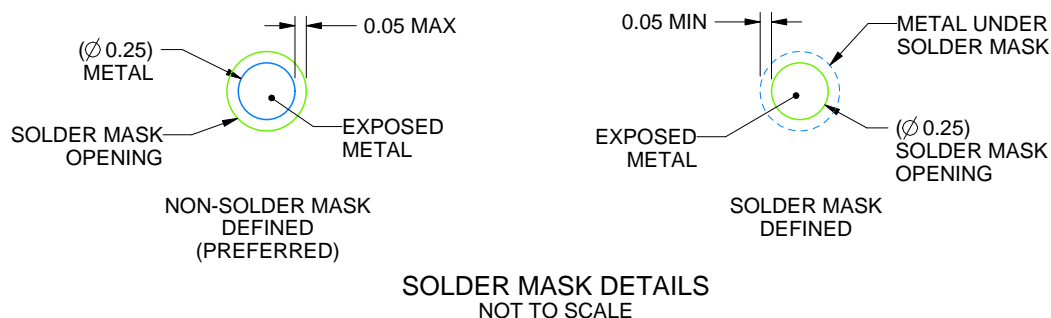 0.05 MAX
(Ø 0.25)
METAL
SOLDER MASK
OPENING
EXPOSED
METAL
NON-SOLDER MASK
DEFINED
(PREFERRED)
0.05 MIN
METAL UNDER
SOLDER MASK
EXPOSED
METAL
(Ø 0.25)
SOLDER MASK
OPENING
SOLDER MASK
DEFINED
SOLDER MASK DETAILS
NOT TO SCALE